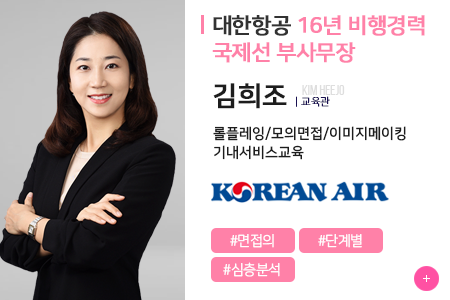 대한항공 16년 비행경력
국제선 부사무장
김희조 KIM HEEJO
| 교육관
롤플레잉/모의면접/이미지메이킹
기내서비스교육
KOREAN AIR
#면접의 #단계별
#심층분석
+